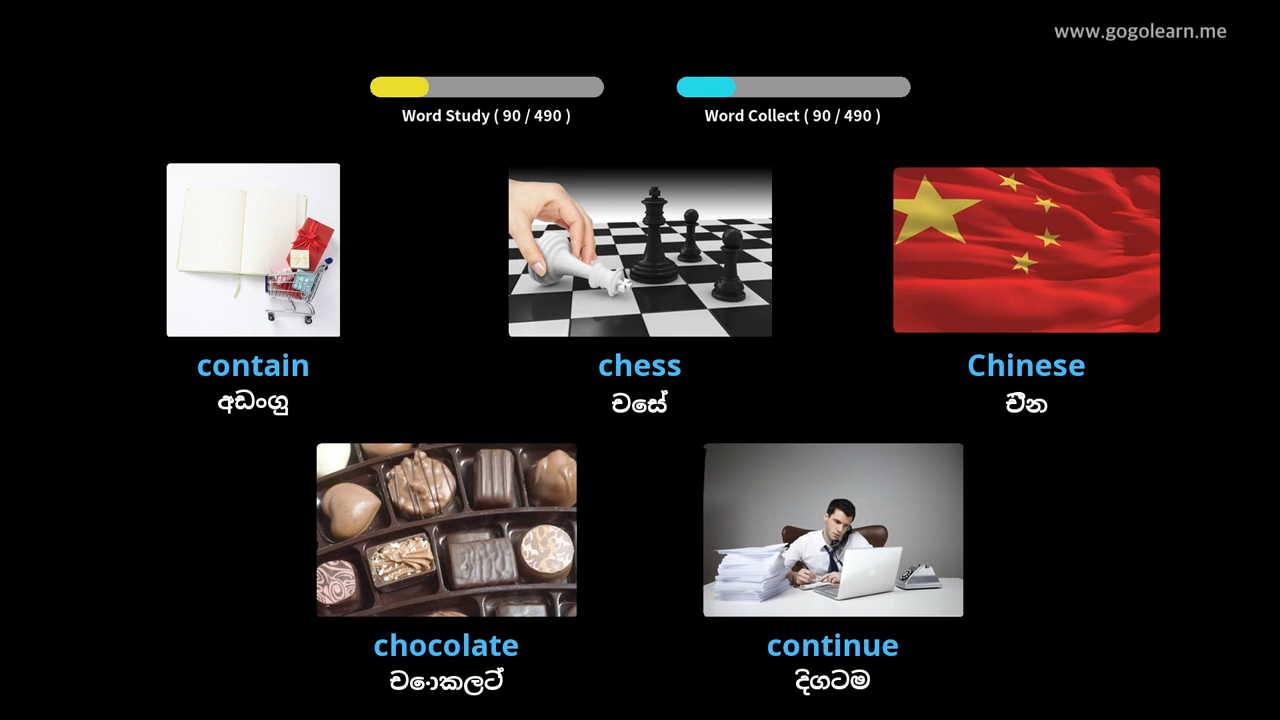 www.gogolearn.me
Word Study ( 90 / 490 )
Word Collect ( 90 / 490 )
contain
අඩංගු
chess
චසේ
Chinese
චීන
chocolate
චොකලට්
continue
දිගටම